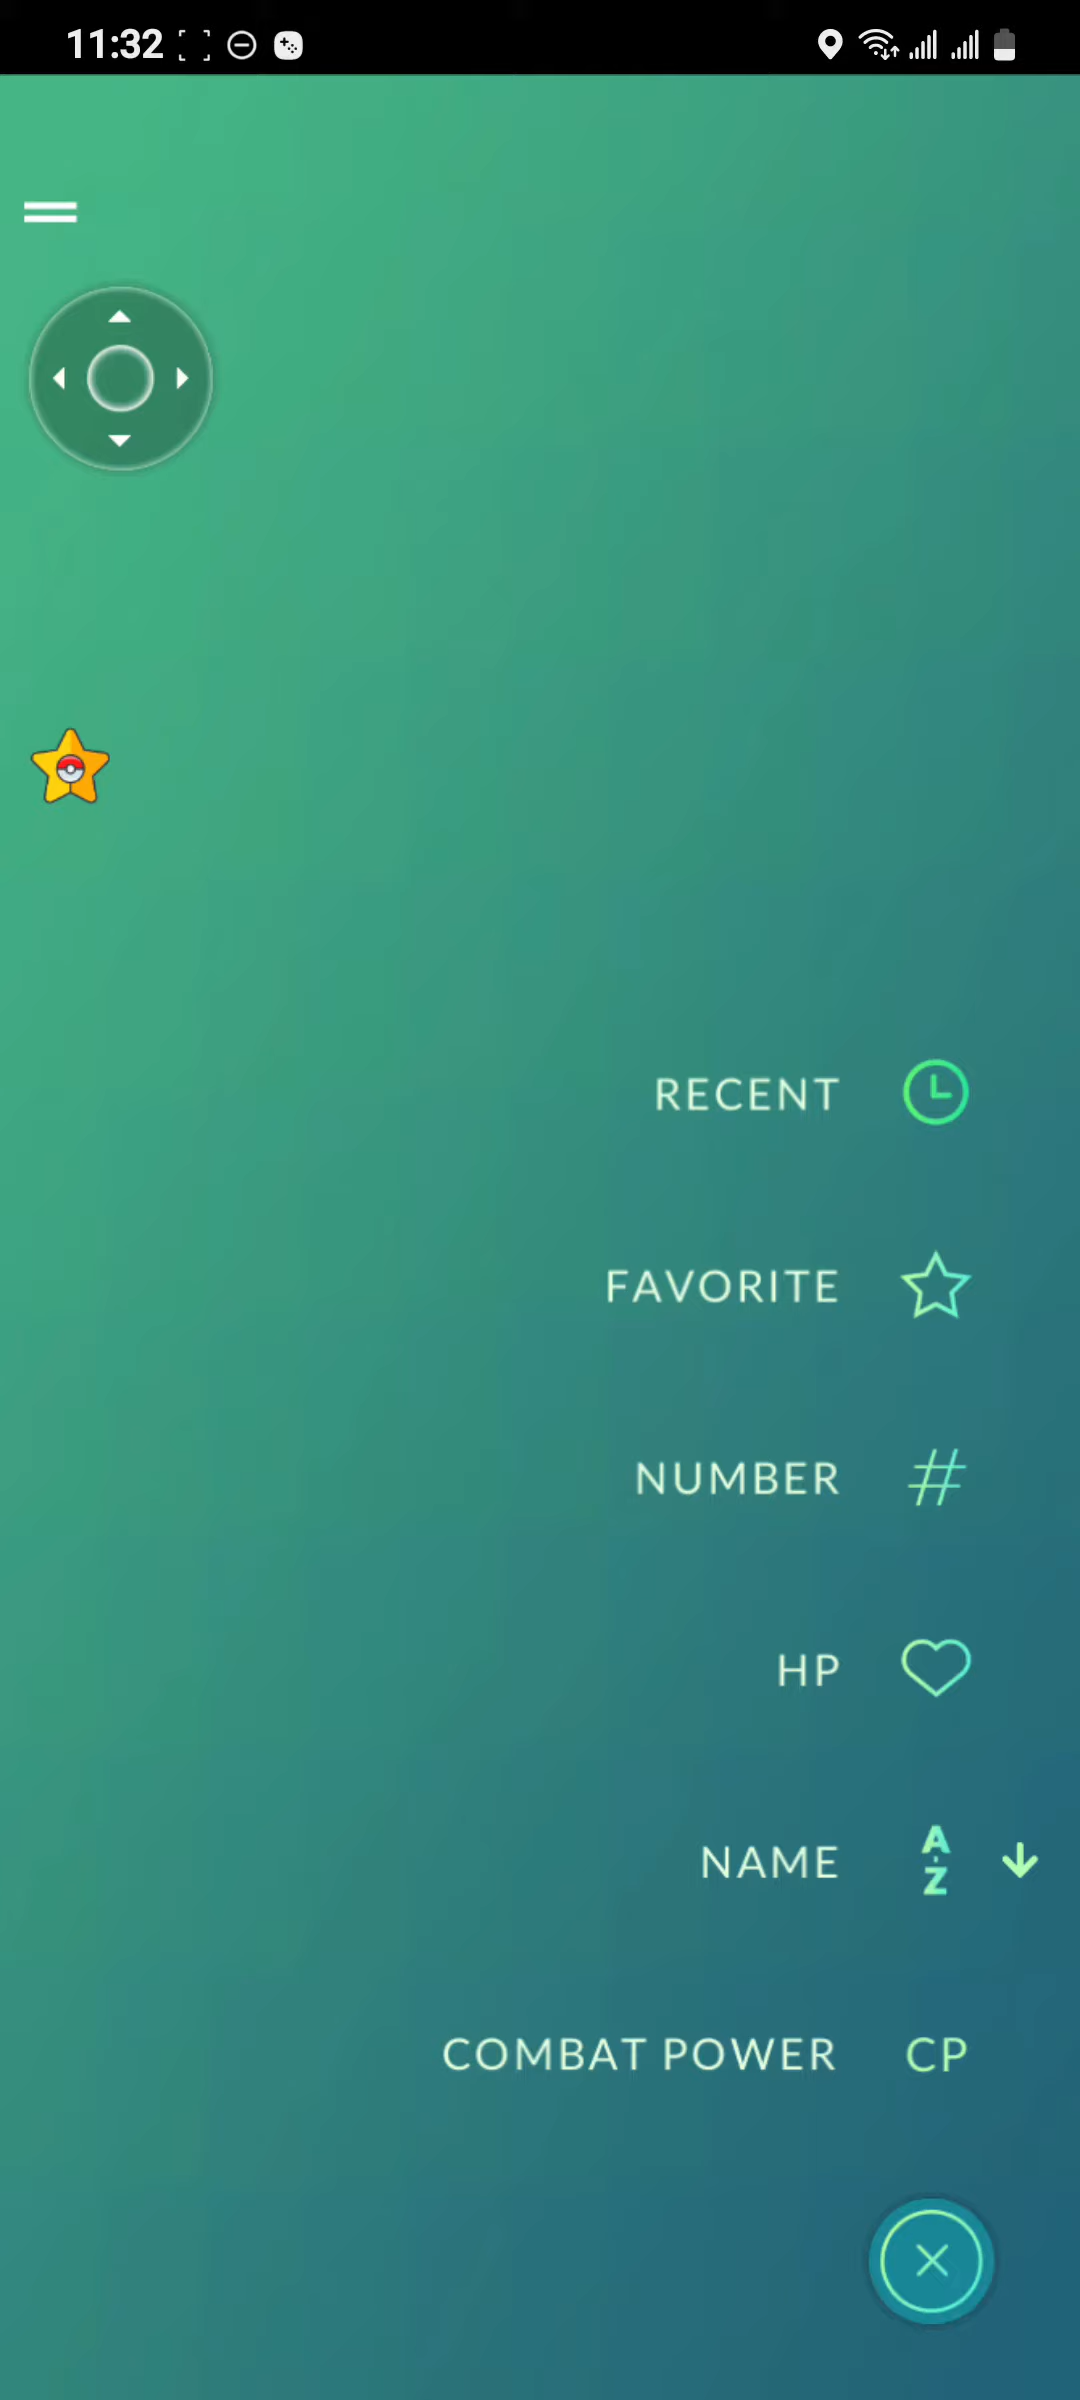 11:32
RECENT
FAVORITE
NUMBER #
HP
NAME A-Z
COMBAT POWER CP